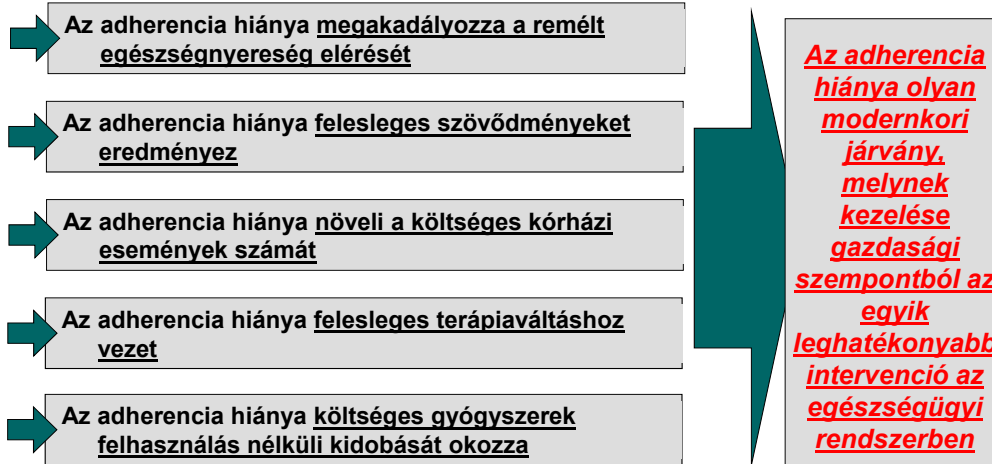 Az adherencia hiánya megakadályozza a remélt
egészségnyereség elérését
Az adherencia hiánya felesleges szövődményeket
eredményez
Az adherencia hiánya növeli a költséges kórházi
események számát
Az adherencia hiánya felesleges terápiaváltáshoz
vezet
Az adherencia hiánya költséges gyógyszerek
felhasználás nélküli kidobását okozza
Az adherencia
hiánya olyan
modernkori
járvány,
melynek
kezelése
gazdasági
szempontból az
egyik
leghatékonyabb
intervenció az
egészségügyi
rendszerben